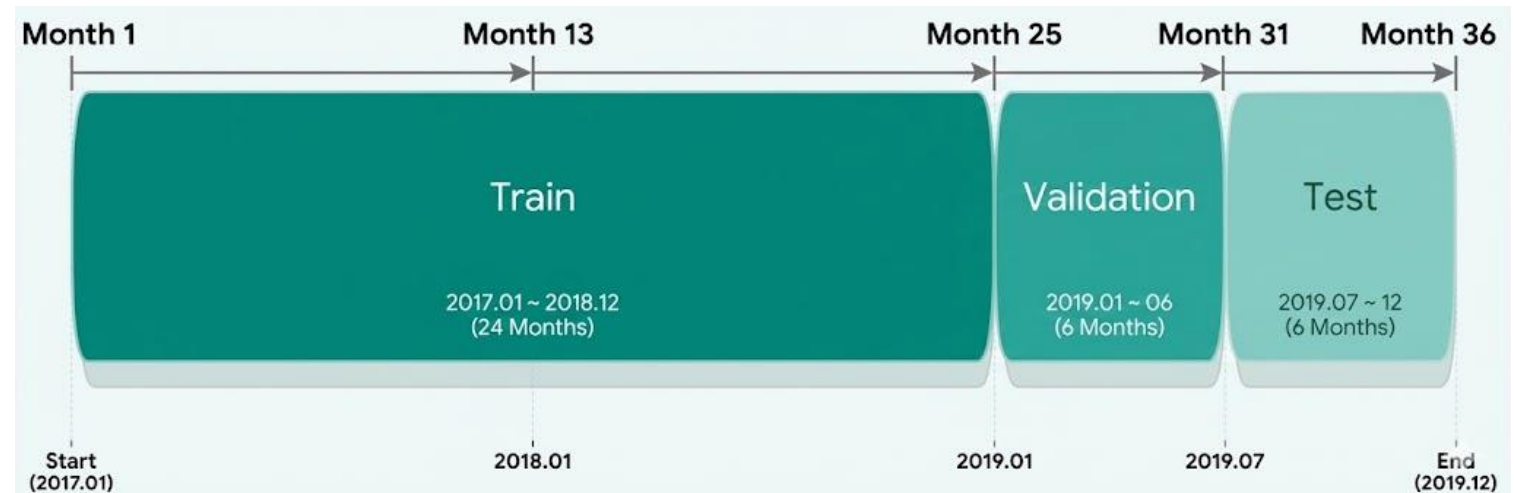 Month 1
Month 13
Month 25
Month 31
Month 36
Train
2017.01 ~ 2018.12
(24 Months)
Validation
2019.01 ~ 06
(6 Months)
Test
2019.07 ~ 12
(6 Months)
Start
(2017.01)
2018.01
2019.01
2019.07
End
(2019.12)